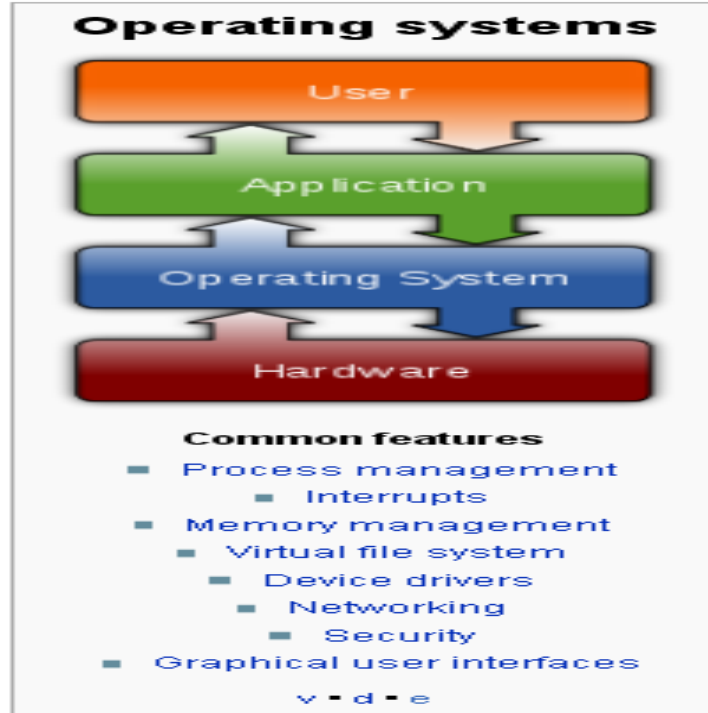 Operating systems
User
Application
Operating System
Hardware
Common features
▪ Process management
▪ Interrupts
▪ Memory management
▪ Virtual file system
▪ Device drivers
▪ Networking
▪ Security
▪ Graphical user interfaces
v · d · e